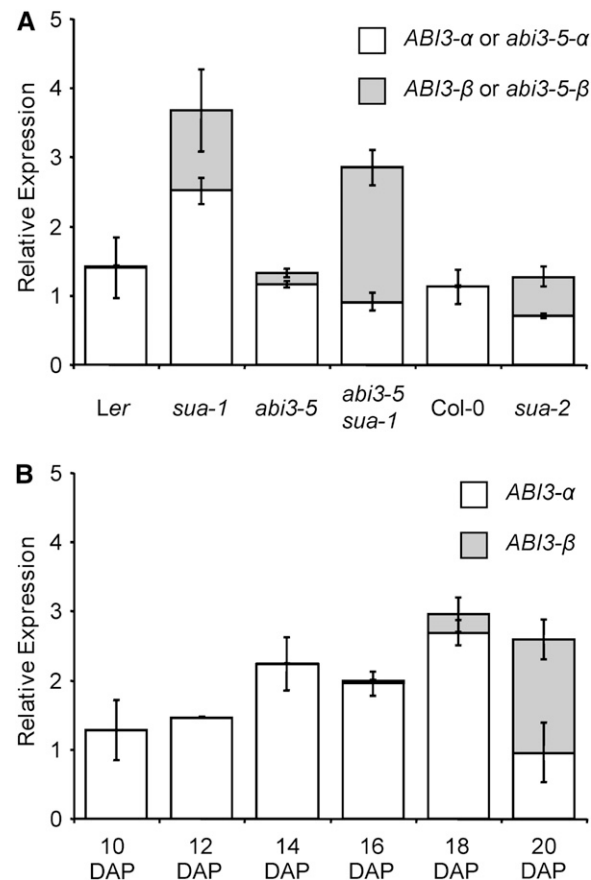 A
Relative Expression
5
4
3
2
1
0
ABI3-α or abi3-5-α
ABI3-β or abi3-5-β
Ler sua-1 abi3-5 abi3-5 sua-1 Col-0 sua-2
B
Relative Expression
5
4
3
2
1
0
ABI3-α
ABI3-β
10 12 14 16 18 20
DAP DAP DAP DAP DAP DAP